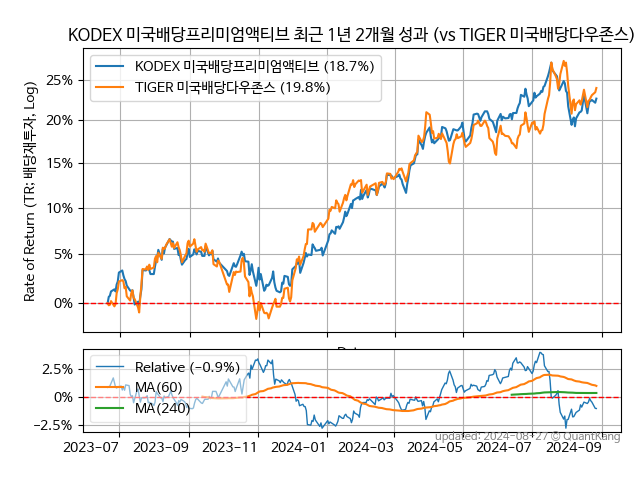 KODEX 미국배당프리미엄액티브 최근 1년 2개월 성과 (vs TIGER 미국배당다우존스)
KODEX 미국배당프리미엄액티브 (18.7%)
TIGER 미국배당다우존스 (19.8%)
Rate of Return (TR: 배당재투자, Log)
25%
20%
15%
10%
5%
0%
Relative (−0.9%)
MA(60)
MA(240)
2.5%
0%
−2.5%
2023−07
2023−09
2023−11
2024−01
2024−03
2024−05
2024−07
2024−09
updated: 2024−08−27 © QuantKang